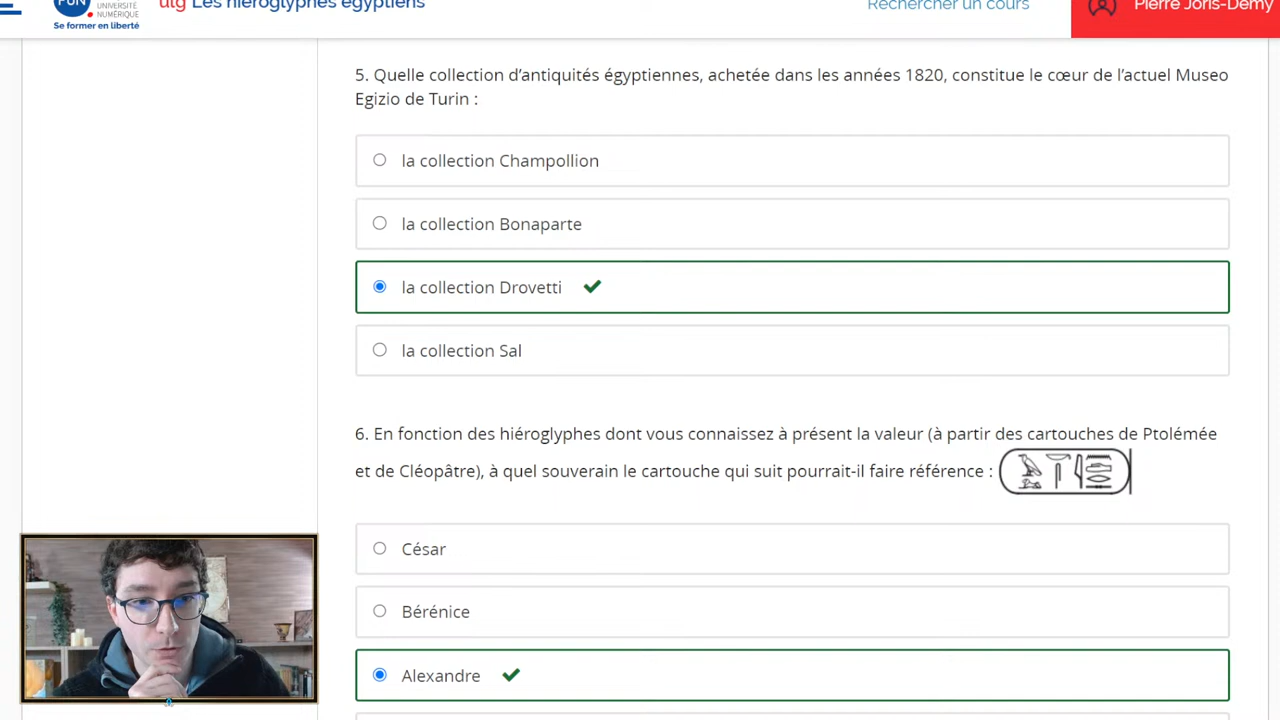 FUN
UNIVERSITÉ
NUMÉRIQUE
Se former en liberté
ulg Les hiéroglyphes égyptiens
Rechercher un cours
Pierre Joris-Demy
5. Quelle collection d’antiquités égyptiennes, achetée dans les années 1820, constitue le cœur de l’actuel Museo
Egizio de Turin :
la collection Champollion
la collection Bonaparte
la collection Drovetti
la collection Sal
6. En fonction des hiéroglyphes dont vous connaissez à présent la valeur (à partir des cartouches de Ptolémée
et de Cléopâtre), à quel souverain le cartouche qui suit pourrait-il faire référence :
César
Bérénice
Alexandre